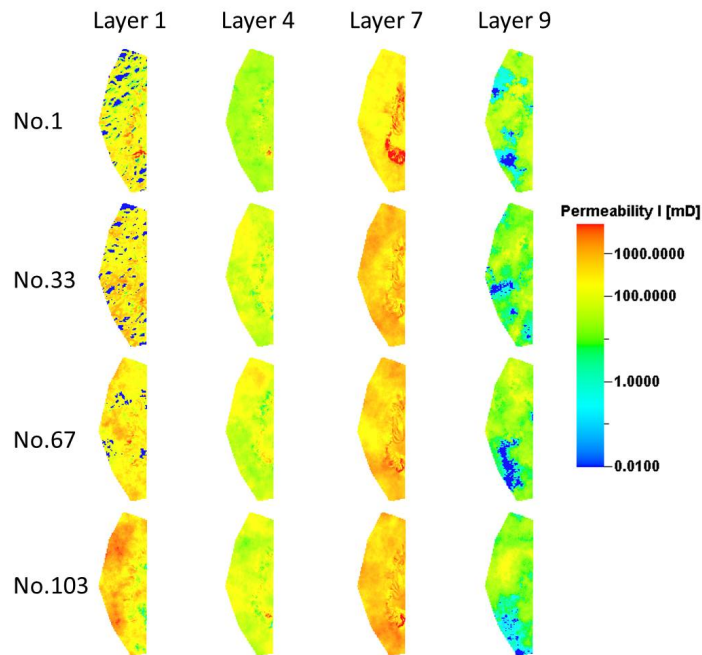 Layer 1 Layer 4 Layer 7 Layer 9
No.1
No.33
No.67
No.103
Permeability I [mD]
1000.0000
100.0000
1.0000
0.0100